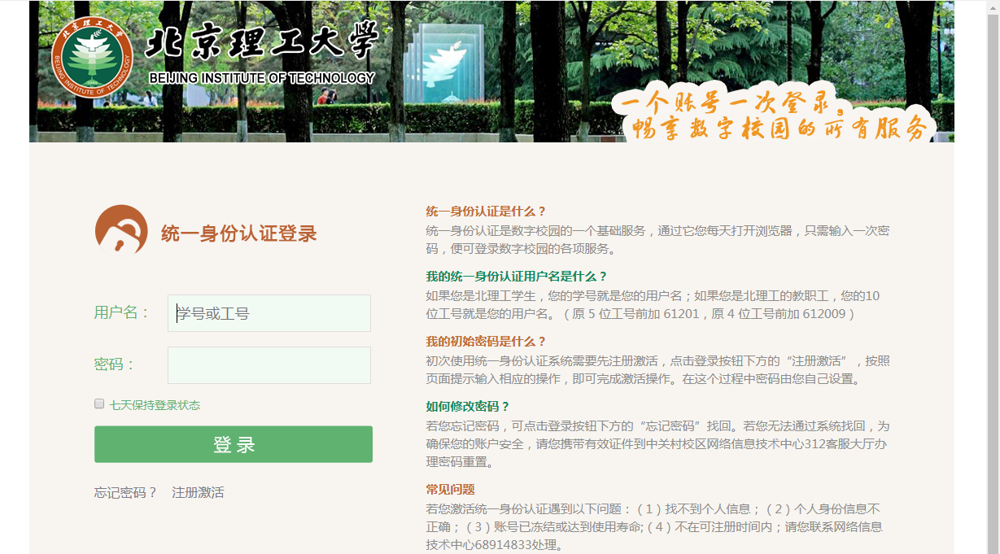 北京理工大学
BEIJING INSTITUTE OF TECHNOLOGY
北京理工大學
BEIJING INSTITUTE OF TECHNOLOGY
一个账号一次登录，
畅享数字校园的所有服务
统一身份认证登录
用户名：
学号或工号
密码：
七天保持登录状态
登 录
忘记密码？ 注册激活
统一身份认证是什么？
统一身份认证是数字校园的一个基础服务，通过它您每天打开浏览器，只需输入一次密
码，便可登录数字校园的各项服务。
我的统一身份认证用户名是什么？
如果您是北理工学生，您的学号就是您的用户名；如果您是北理工的教职工，您的10
位工号就是您的用户名。（原 5 位工号前加 61201，原 4 位工号前加 612009 ）
我的初始密码是什么？
初次使用统一身份认证系统需要先注册激活，点击登录按钮下方的“注册激活”，按照
页面提示输入相应的操作，即可完成激活操作。在这个过程中密码由您自己设置。
如何修改密码？
若您忘记密码，可点击登录按钮下方的“忘记密码”找回。若您无法通过系统找回，为
确保您的账户安全，请您携带有效证件到中关村校区网络信息技术中心312客服大厅办
理密码重置。
常见问题
若您激活统一身份认证遇到以下问题：（1）找不到个人信息；（2）个人身份信息不
正确；（3）账号已冻结或达到使用寿命;（4）不在可注册时间内；请您联系网络信息
技术中心68914833处理。